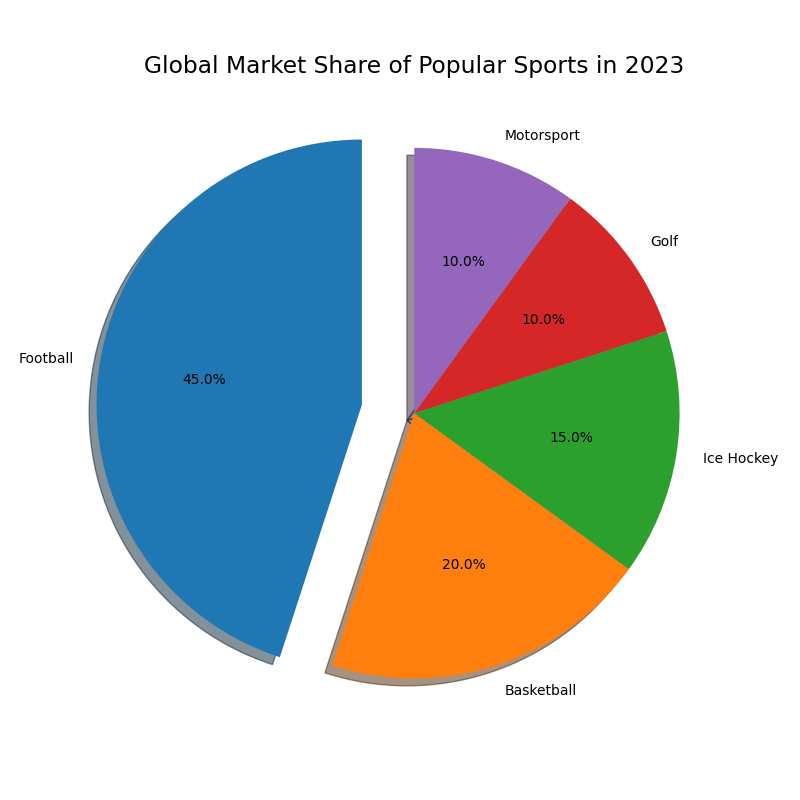 Global Market Share of Popular Sports in 2023
Motorsport
Golf
10.0%
10.0%
Football
45.0%
15.0%
Ice Hockey
20.0%
Basketball